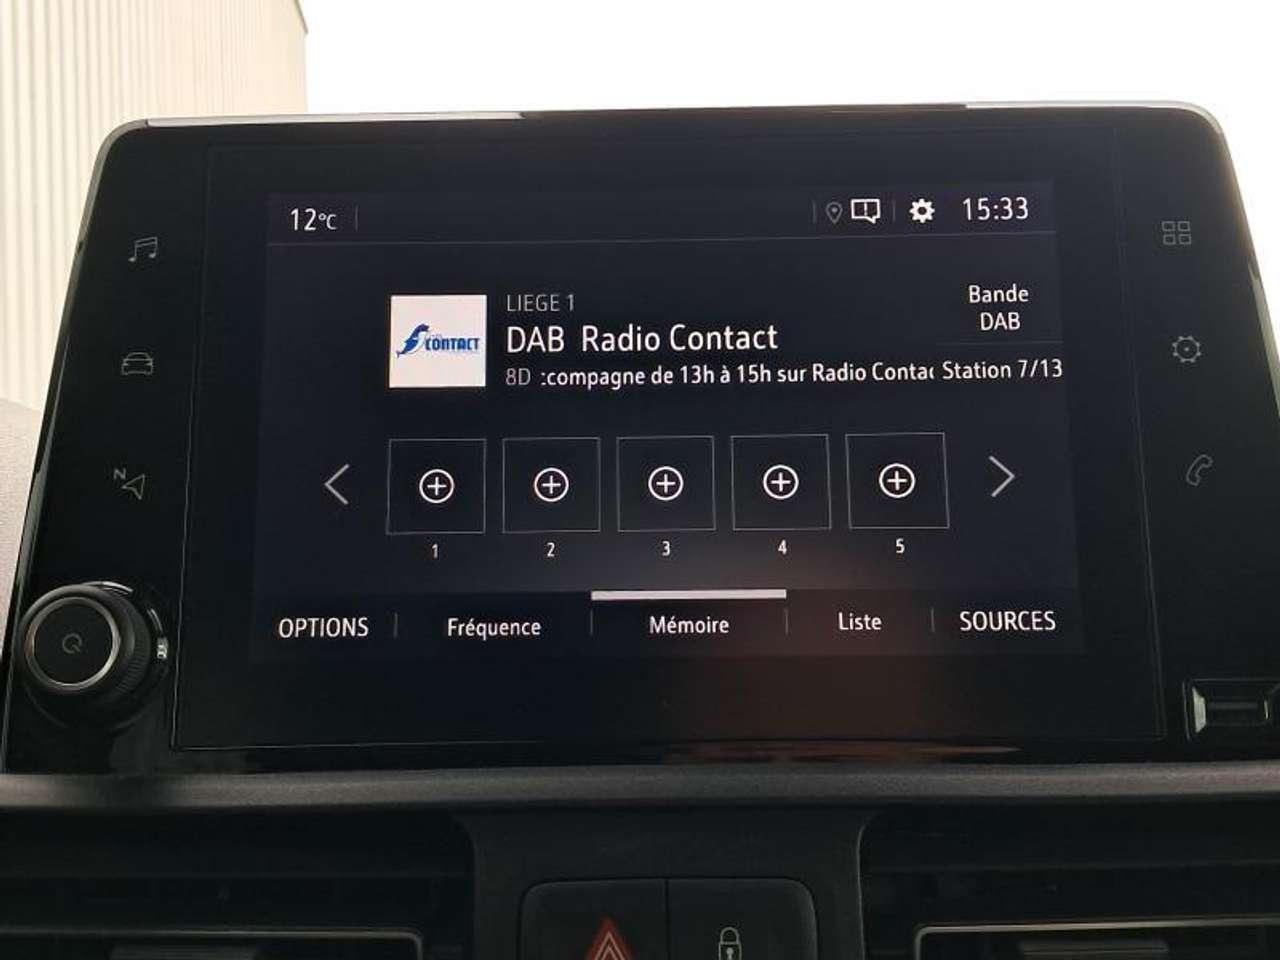 12°C
15:33
LIEGE 1
Bande
DAB
DAB Radio Contact
CONTACT
8D :compagne de 13h à 15h sur Radio Contac Station 7/13
1 2 3 4 5
OPTIONS Fréquence Mémoire Liste SOURCES
N